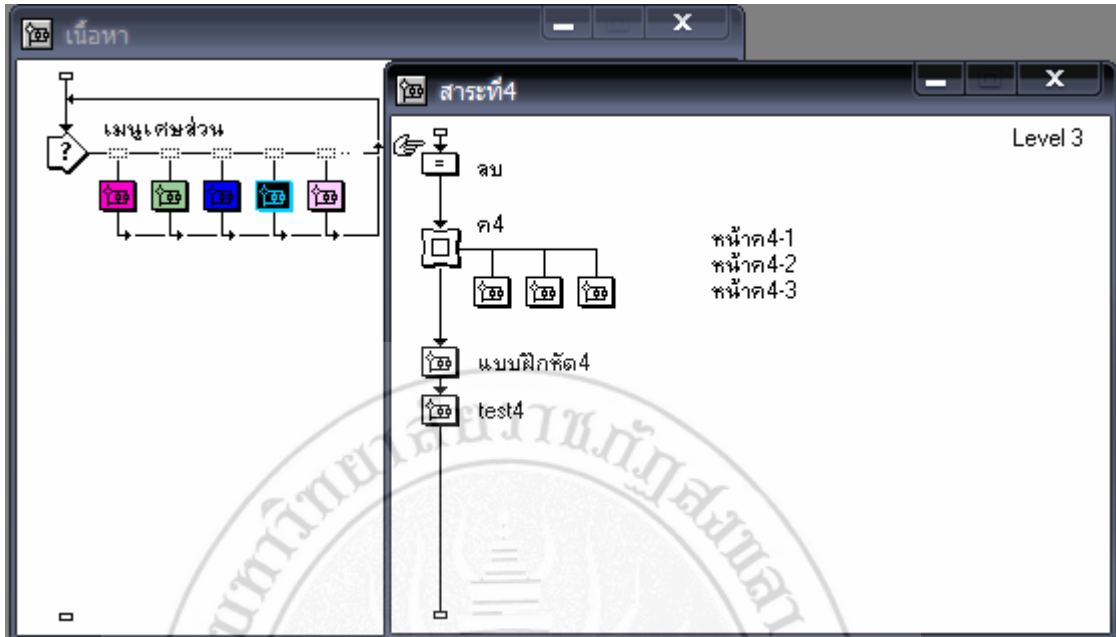 เนื้อหา
เมนูเศษส่วน
สาระที่4
Level 3
ลบ
ค4
หน้าค4-1
หน้าค4-2
หน้าค4-3
แบบฝึกหัด4
test4